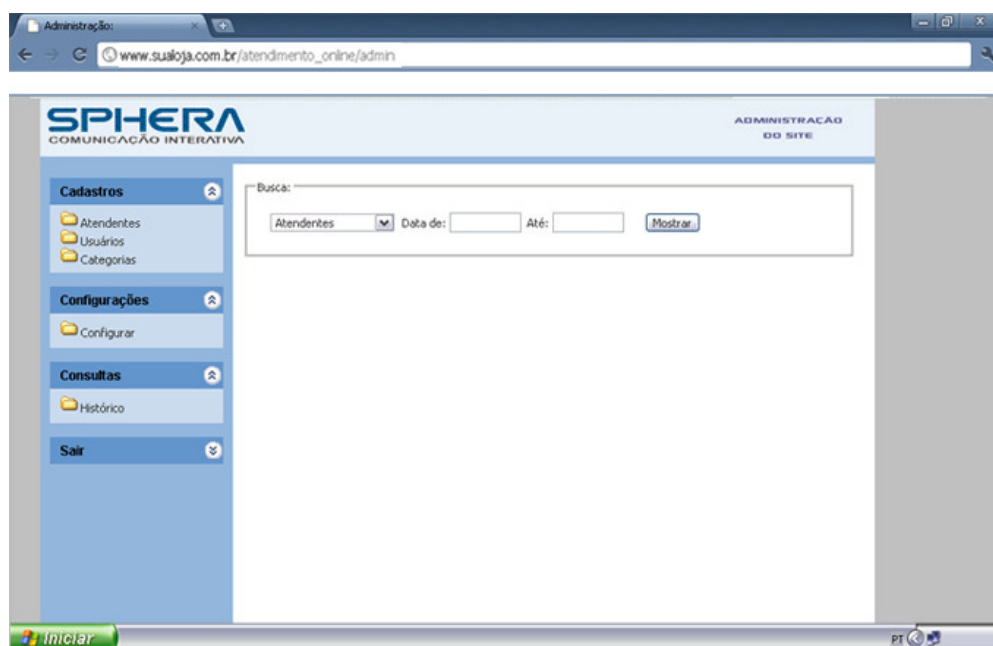 Administração:
www.sualoja.com.br/atendimento_online/admin
SPHERA
COMUNICAÇÃO INTERATIVA
ADMINISTRAÇÃO
DO SITE
Cadastros
Atendentes
Usuários
Categorias
Configurações
Configurar
Consultas
Histórico
Sair
Busca:
Atendentes Data de: Até: Mostrar
Iniciar
PT